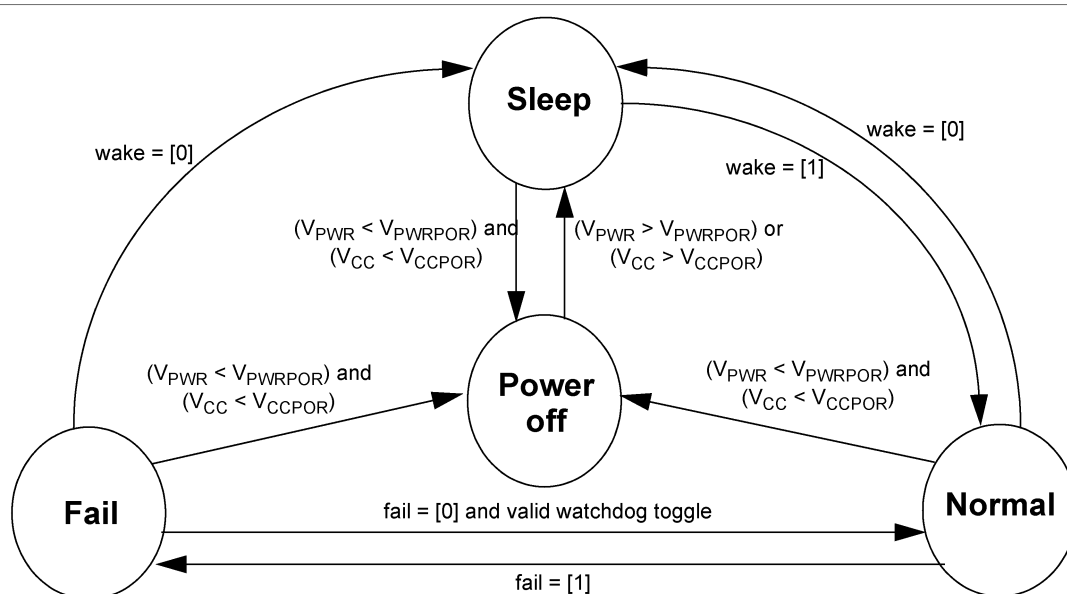 Sleep
wake = [0]
wake = [0]
wake = [1]
(VPWR < VPWRPOR) and
(VCC < VCCPOR)
(VPWR > VPWRPOR) or
(VCC > VCCPOR)
Power
off
(VPWR < VPWRPOR) and
(VCC < VCCPOR)
(VPWR < VPWRPOR) and
(VCC < VCCPOR)
Fail
Normal
fail = [0] and valid watchdog toggle
fail = [1]